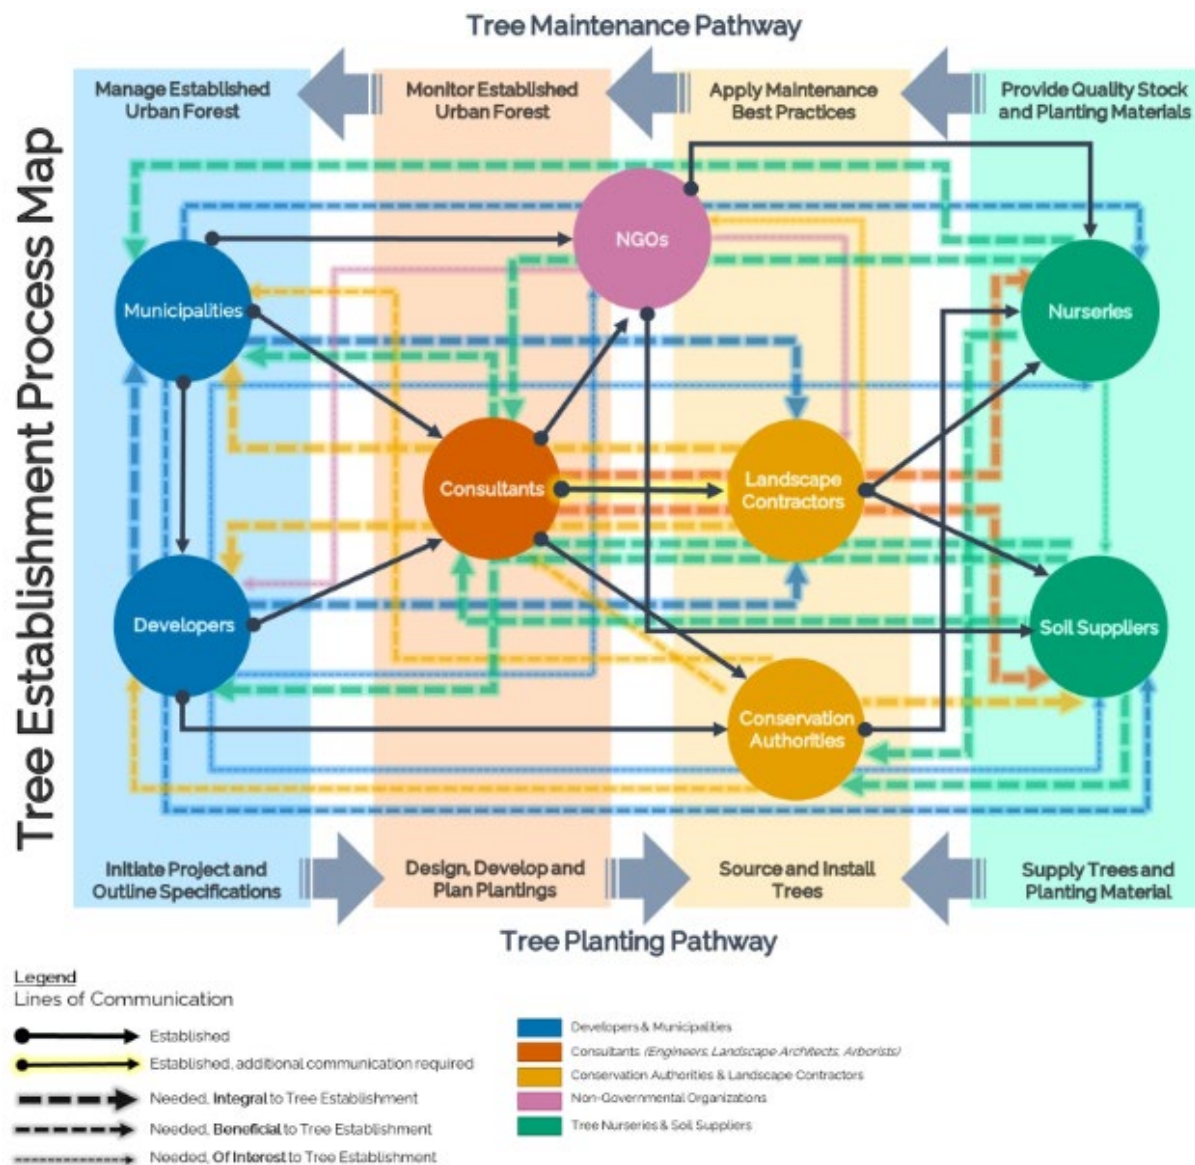 Tree Maintenance Pathway
Manage Established
Urban Forest
Monitor Established
Urban Forest
Apply Maintenance
Best Practices
Provide Quality Stock
and Planting Materials
Tree Establishment Process Map
NGOs
Municipalities
Nurseries
Consultants
Landscape
Contractors
Developers
Soil Suppliers
Conservation
Authorities
Initiate Project and
Outline Specifications
Design, Develop and
Plan Plantings
Source and Install
Trees
Supply Trees and
Planting Material
Tree Planting Pathway
Legend
Lines of Communication
Established
Established, additional communication required
Needed, Integral to Tree Establishment
Needed, Beneficial to Tree Establishment
Needed, Of Interest to Tree Establishment
Developers & Municipalities
Consultants (Engineers, Landscape Architects, Arborists)
Conservation Authorities & Landscape Contractors
Non-Governmental Organizations
Tree Nurseries & Soil Suppliers